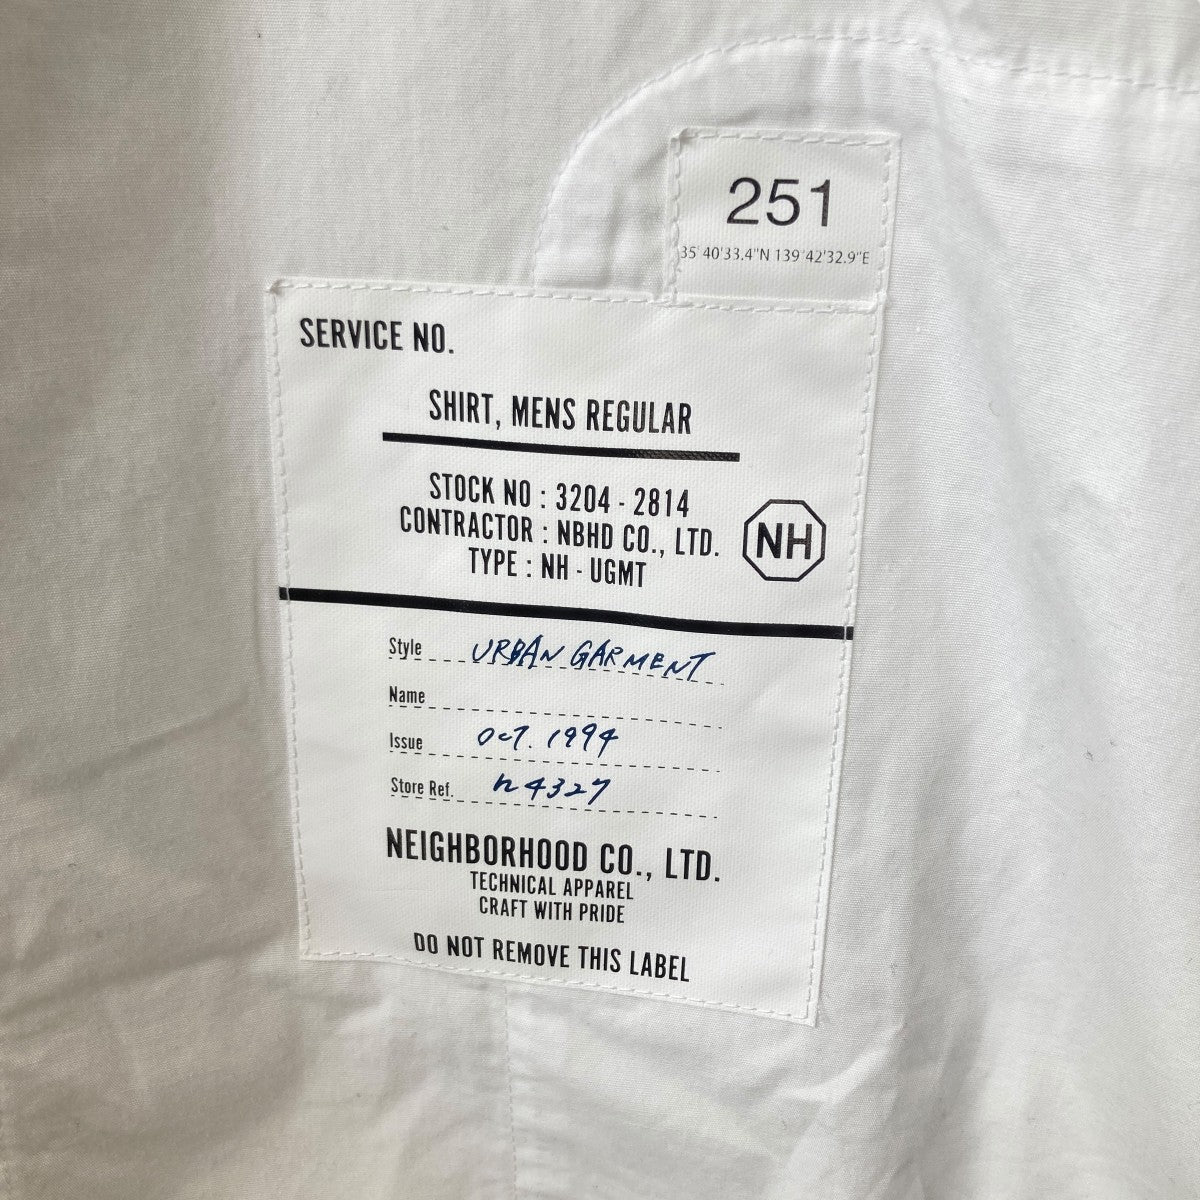 251
35°40'33.4"N 139°42'32.9"E
SERVICE NO.
SHIRT, MENS REGULAR
STOCK NO : 3204 - 2814
CONTRACTOR : NBHD CO., LTD.
TYPE : NH - UGMT
NH
Style URBAN GARMENT
Name
Issue OCT. 1994
Store Ref. n4327
NEIGHBORHOOD CO., LTD.
TECHNICAL APPAREL
CRAFT WITH PRIDE
DO NOT REMOVE THIS LABEL